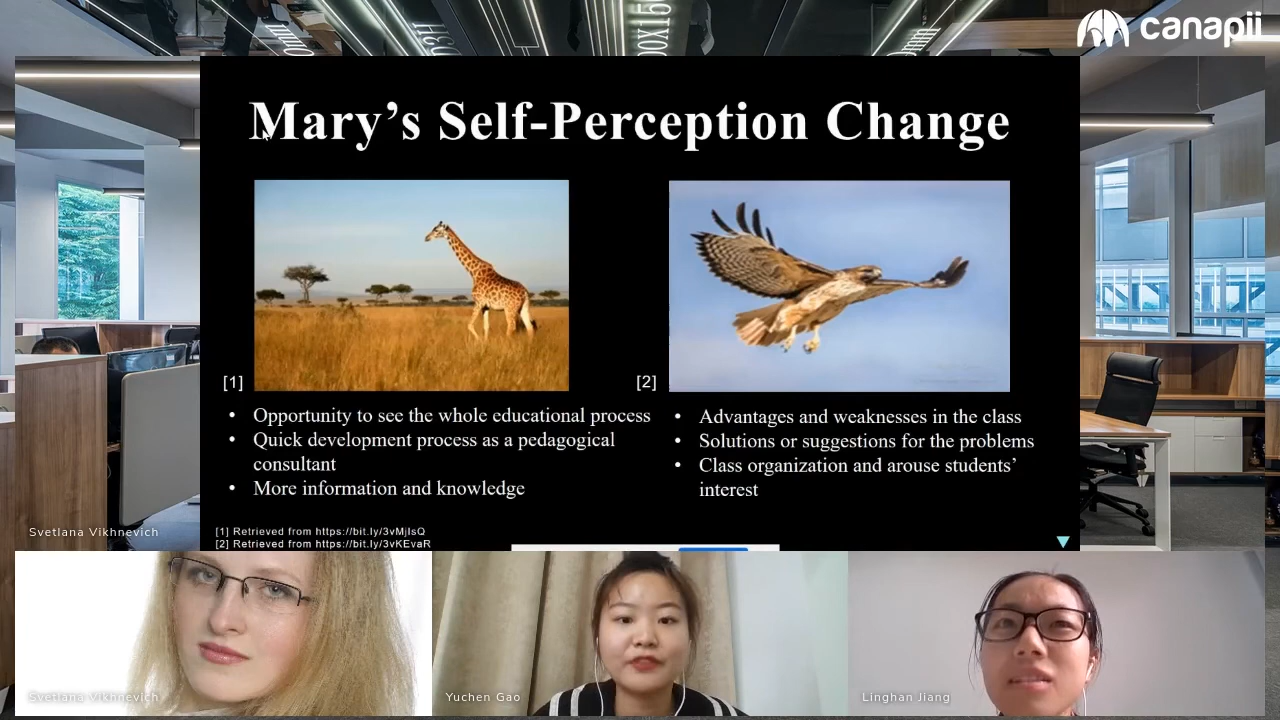 canapii
Mary's Self-Perception Change
[1]
[2]
• Opportunity to see the whole educational process
• Quick development process as a pedagogical
consultant
• More information and knowledge
• Advantages and weaknesses in the class
• Solutions or suggestions for the problems
• Class organization and arouse students'
interest
[1] Retrieved from https://bit.ly/3vMjIsQ
[2] Retrieved from https://bit.ly/3vKEvaR
Svetlana Vikhnevich
Svetlana Vikhnevich
Yuchen Gao
Linghan Jiang